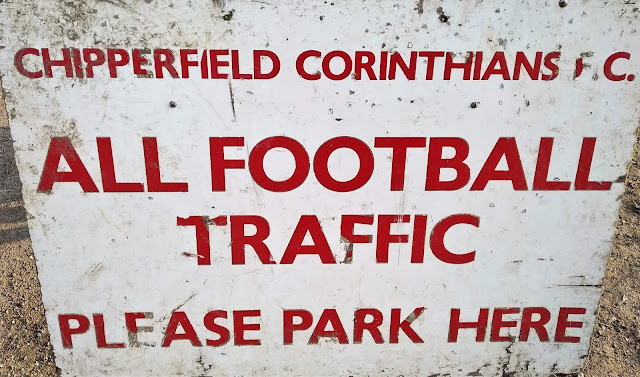 CHIPPERFIELD CORINTHIANS F.C.
ALL FOOTBALL
TRAFFIC
PLEASE PARK HERE